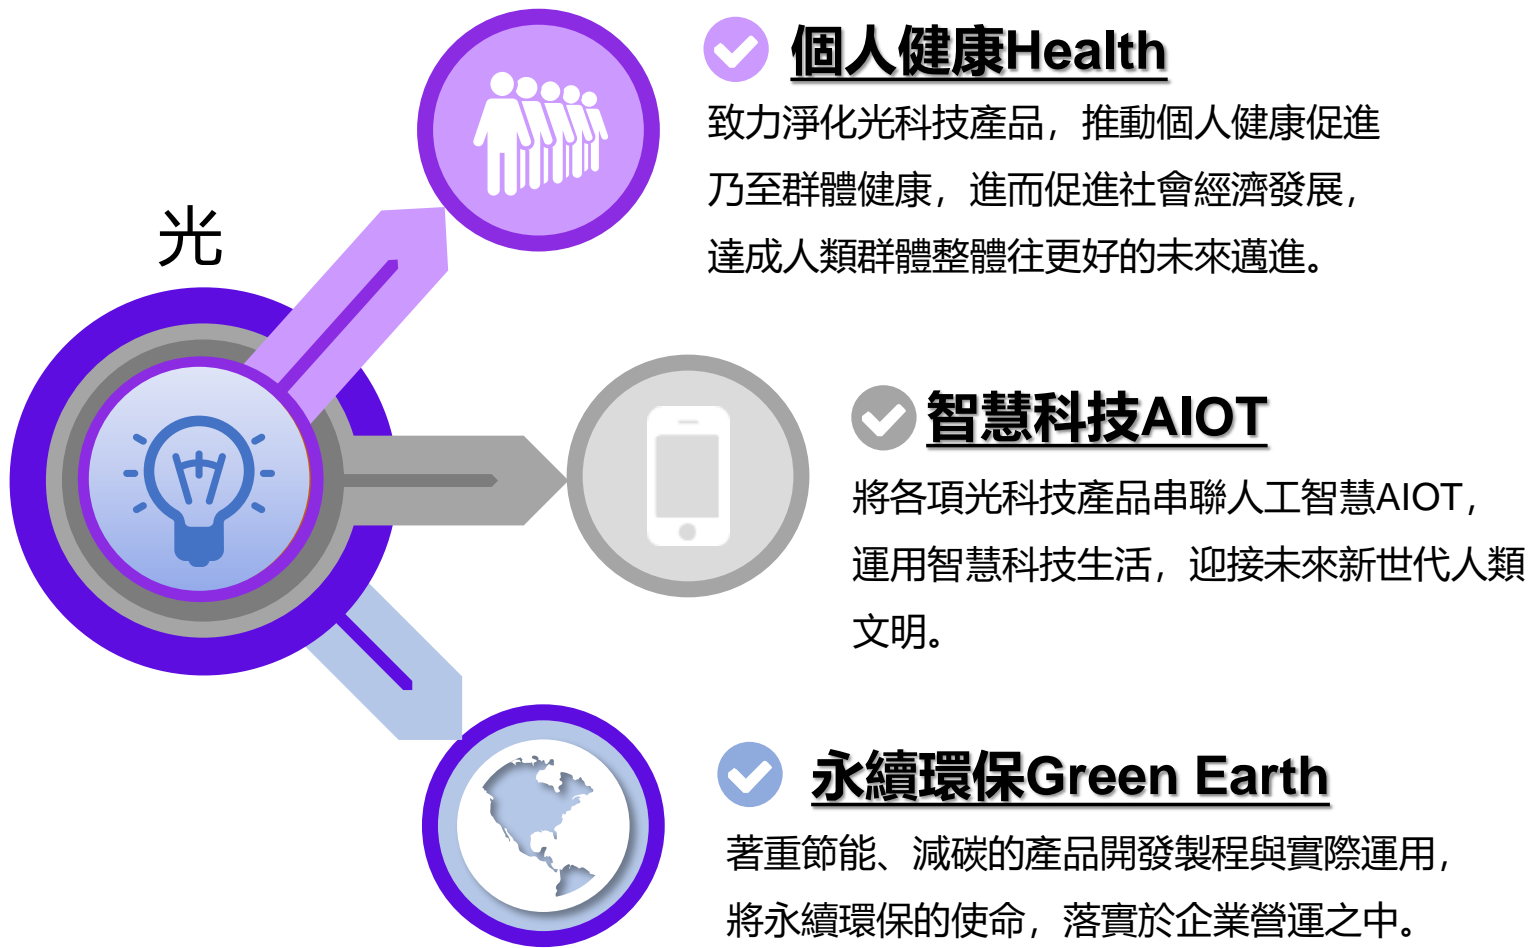 光
個人健康Health
致力淨化光科技產品，推動個人健康促進
乃至群體健康，進而促進社會經濟發展，
達成人類群體整體往更好的未來邁進。
智慧科技AIOT
將各項光科技產品串聯人工智慧AIOT，
運用智慧科技生活，迎接未來新世代人類
文明。
永續環保Green Earth
著重節能、減碳的產品開發製程與實際運用，
將永續環保的使命，落實於企業營運之中。